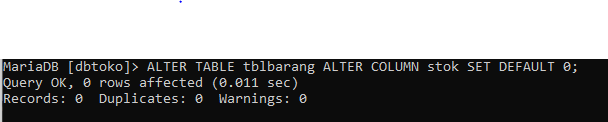 MariaDB [dbtoko]> ALTER TABLE tblbarang ALTER COLUMN stok SET DEFAULT 0;
Query OK, 0 rows affected (0.011 sec)
Records: 0  Duplicates: 0  Warnings: 0